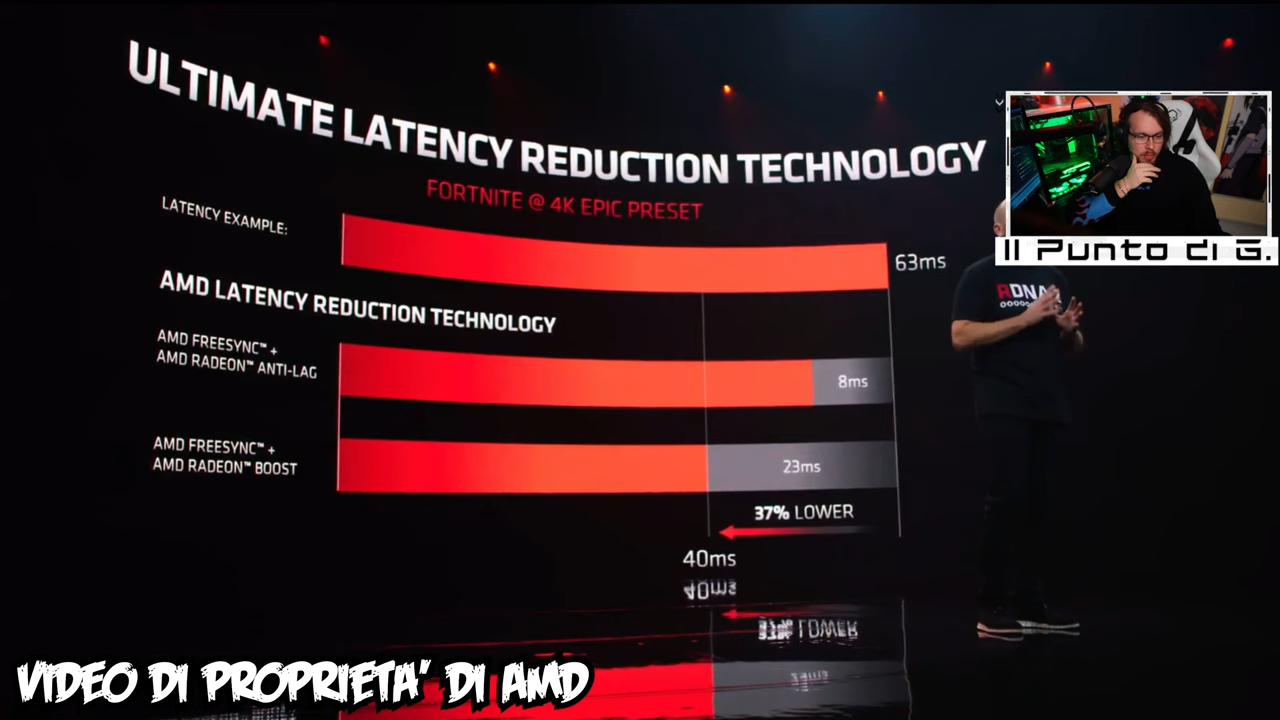 ULTIMATE LATENCY REDUCTION TECHNOLOGY
FORTNITE @ 4K EPIC PRESET
LATENCY EXAMPLE:
63ms
Il Punto di G.
AMD LATENCY REDUCTION TECHNOLOGY
AMD FREESYNC™ +
AMD RADEON™ ANTI-LAG
8ms
AMD FREESYNC™ +
AMD RADEON™ BOOST
23ms
37% LOWER
40ms
VIDEO DI PROPRIETA' DI AMD